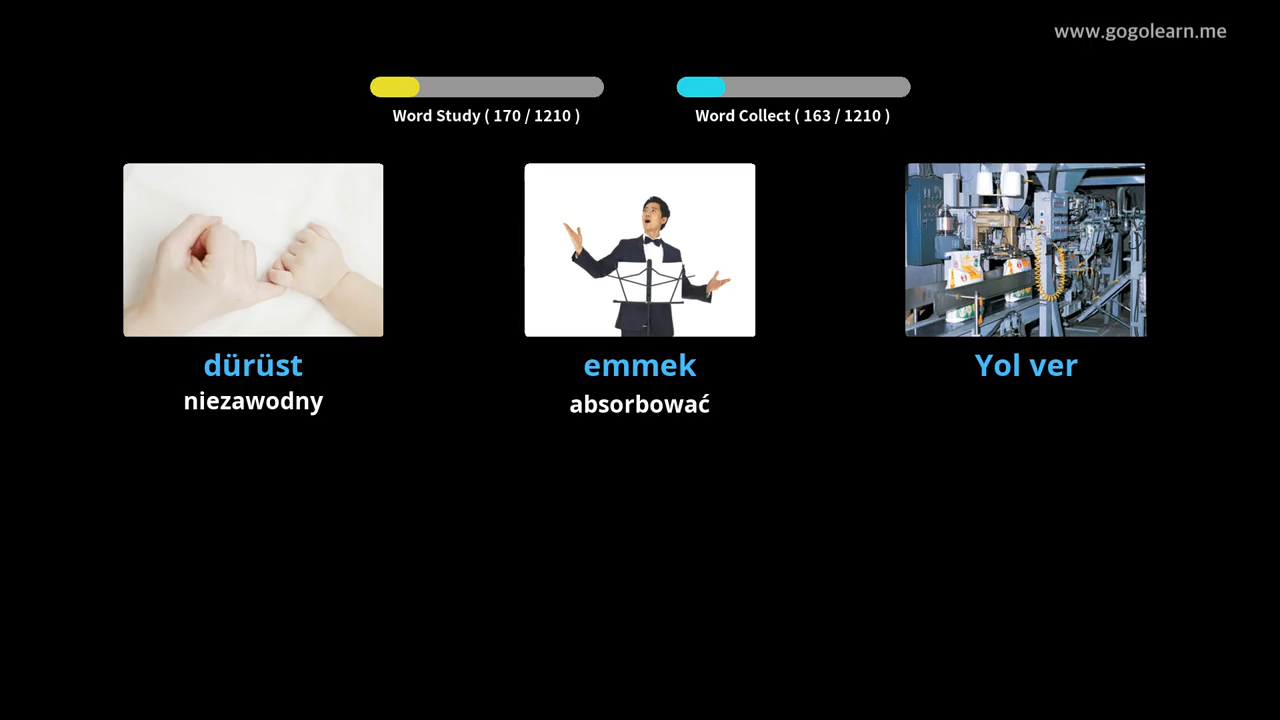 www.gogolearn.me
Word Study ( 170 / 1210 )
Word Collect ( 163 / 1210 )
dürüst
niezawodny
emmek
absorbować
Yol ver